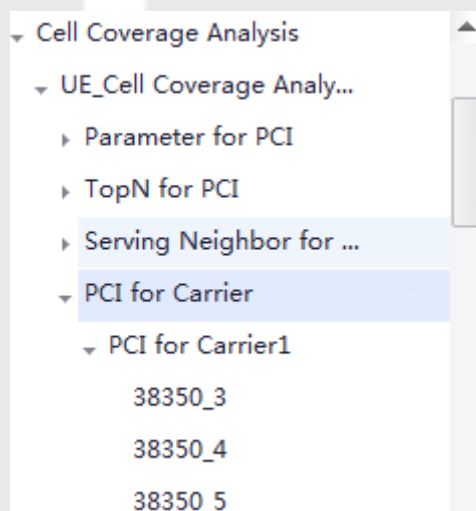 Cell Coverage Analysis
UE_Cell Coverage Analy...
Parameter for PCI
TopN for PCI
Serving Neighbor for ...
PCI for Carrier
PCI for Carrier1
38350_3
38350_4
38350_5